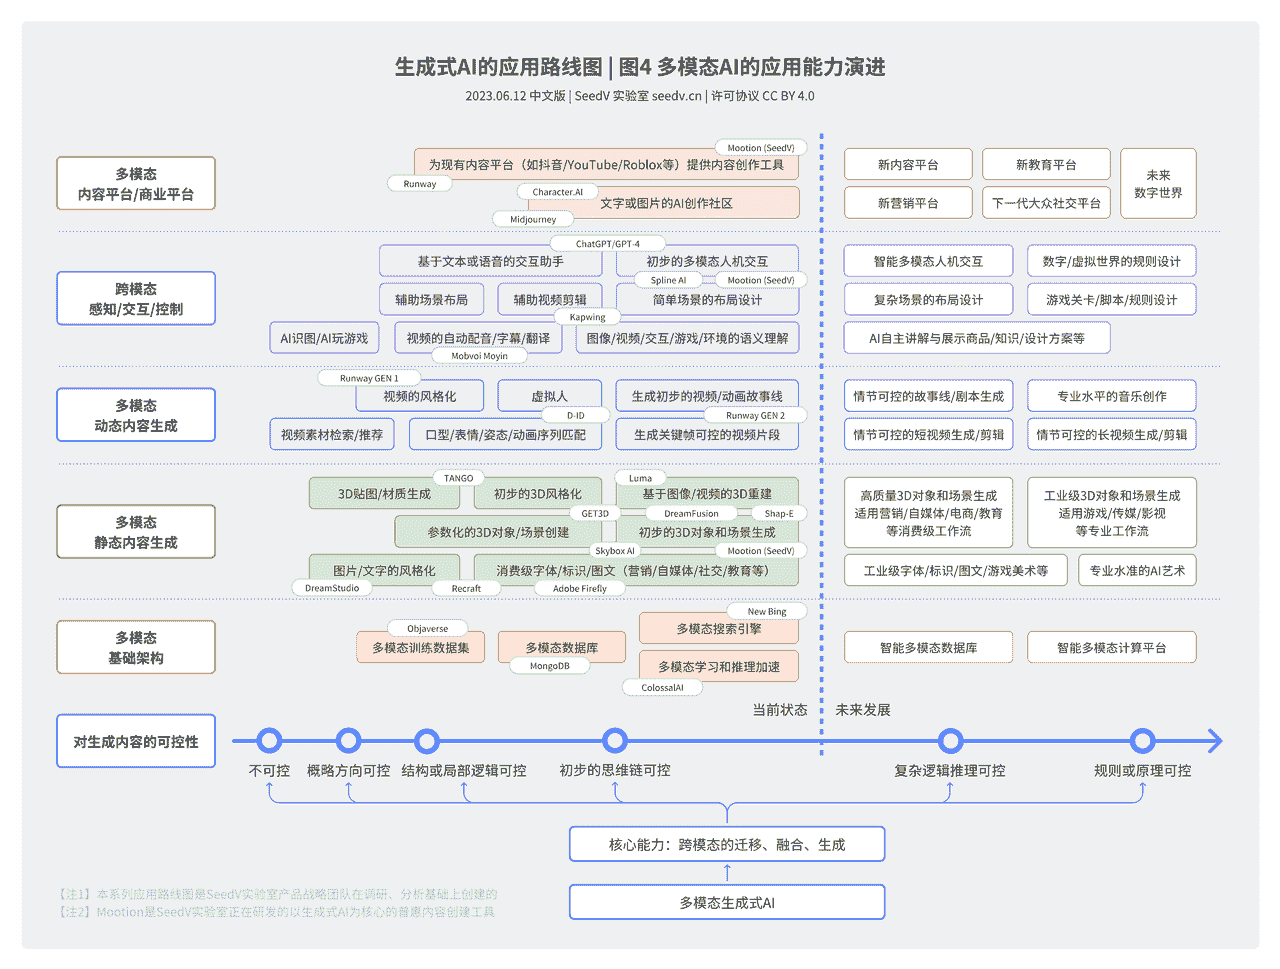 生成式AI的应用路线图 | 图4 多模态AI的应用能力演进
2023.06.12 中文版 | SeedV 实验室 seedv.cn | 许可协议 CC BY 4.0
多模态
内容平台/商业平台
Mootion (SeedV)
为现有内容平台（如抖音/YouTube/Roblox等）提供内容创作工具
Runway
Character.AI
文字或图片的AI创作社区
Midjourney
新内容平台
新教育平台
未来
数字世界
新营销平台
下一代大众社交平台
跨模态
感知/交互/控制
ChatGPT/GPT-4
基于文本或语音的交互助手
初步的多模态人机交互
Spline AI
Mootion (SeedV)
辅助场景布局
辅助视频剪辑
简单场景的布局设计
Kapwing
AI识图/AI玩游戏
视频的自动配音/字幕/翻译
图像/视频/交互/游戏/环境的语义理解
Mobvoi Moyin
智能多模态人机交互
数字/虚拟世界的规则设计
复杂场景的布局设计
游戏关卡/脚本/规则设计
AI自主讲解与展示商品/知识/设计方案等
多模态
动态内容生成
Runway GEN 1
视频的风格化
虚拟人
生成初步的视频/动画故事线
D-ID
Runway GEN 2
视频素材检索/推荐
口型/表情/姿态/动画序列匹配
生成关键帧可控的视频片段
情节可控的故事线/剧本生成
专业水平的音乐创作
情节可控的短视频生成/剪辑
情节可控的长视频生成/剪辑
多模态
静态内容生成
TANGO
Luma
3D贴图/材质生成
初步的3D风格化
基于图像/视频的3D重建
GET3D
DreamFusion
Shap-E
参数化的3D对象/场景创建
初步的3D对象和场景生成
Skybox AI
Mootion (SeedV)
图片/文字的风格化
消费级字体/标识/图文（营销/自媒体/社交/教育等）
DreamStudio
Recraft
Adobe Firefly
高质量3D对象和场景生成
适用营销/自媒体/电商/教育
等消费级工作流
工业级3D对象和场景生成
适用游戏/传媒/影视
等专业工作流
工业级字体/标识/图文/游戏美术等
专业水准的AI艺术
多模态
基础架构
New Bing
Objaverse
多模态搜索引擎
多模态训练数据集
多模态数据库
MongoDB
多模态学习和推理加速
ColossalAI
智能多模态数据库
智能多模态计算平台
当前状态
未来发展
对生成内容的可控性
不可控
概略方向可控
结构或局部逻辑可控
初步的思维链可控
复杂逻辑推理可控
规则或原理可控
核心能力：跨模态的迁移、融合、生成
多模态生成式AI
【注1】本系列应用路线图是SeedV实验室产品战略团队在调研、分析基础上创建的
【注2】Mootion是SeedV实验室正在研发的以生成式AI为核心的普惠内容创建工具